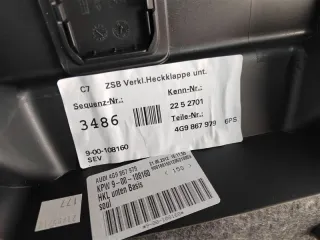 C7 ZSB Verkl.Heckklappe unt.
Sequenz-Nr.: Kenn-Nr.:
3486 22 5 2701
Teile-Nr.:
9-00-108160 4G9 867 979 6PS
SEV
AUDI 4G9 867 975
KPW 9-00-108160
HKL unten Basis
soul